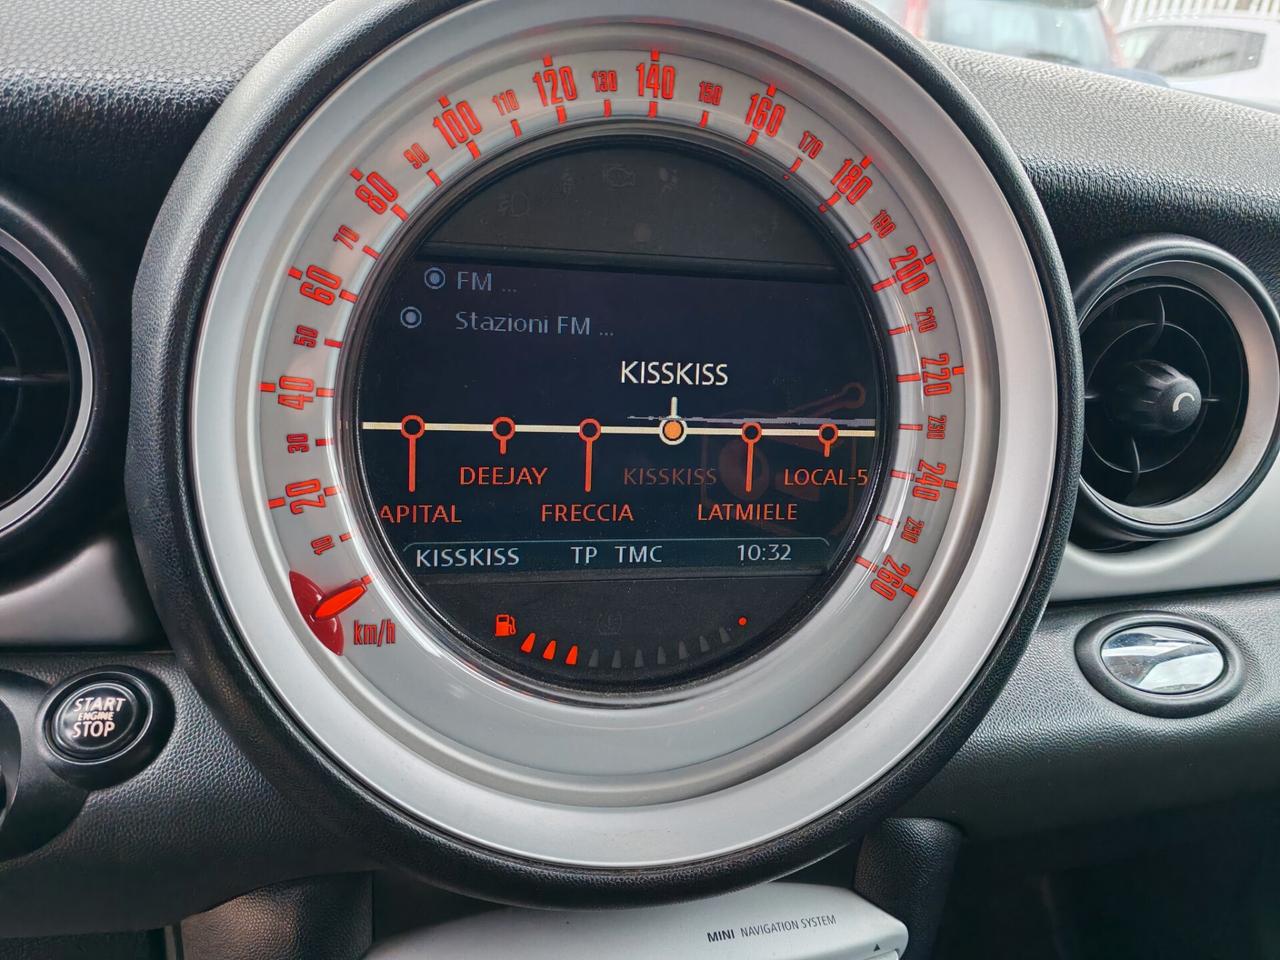 10
20
30
40
50
60
70
80
90
100
110
120
130
140
150
160
170
180
190
200
210
220
230
240
250
260
km/h
FM ...
Stazioni FM ...
KISSKISS
DEEJAY KISSKISS LOCAL-5
APITAL FRECCIA LATMIELE
KISSKISS TP TMC 10:32
START
ENGINE
STOP
MINI NAVIGATION SYSTEM